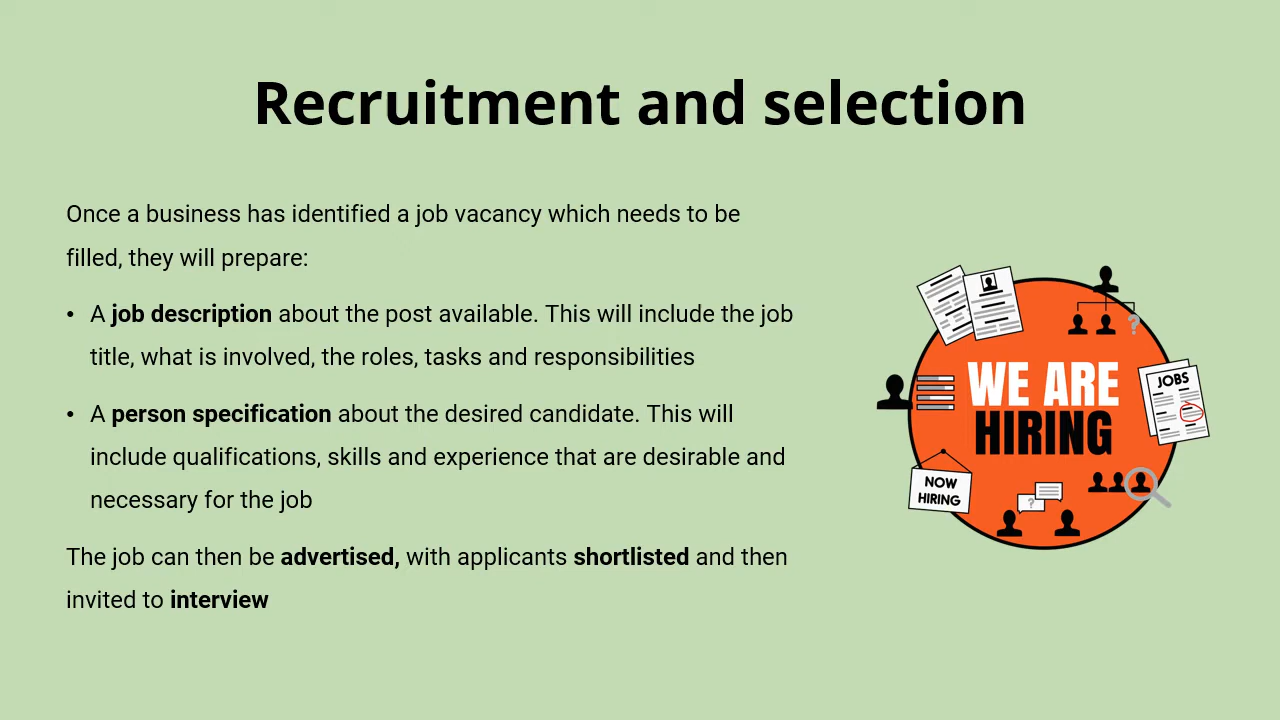 Recruitment and selection
Once a business has identified a job vacancy which needs to be
filled, they will prepare:
• A job description about the post available. This will include the job
title, what is involved, the roles, tasks and responsibilities
• A person specification about the desired candidate. This will
include qualifications, skills and experience that are desirable and
necessary for the job
The job can then be advertised, with applicants shortlisted and then
invited to interview
?
WE ARE
HIRING
JOBS
NOW
HIRING
?